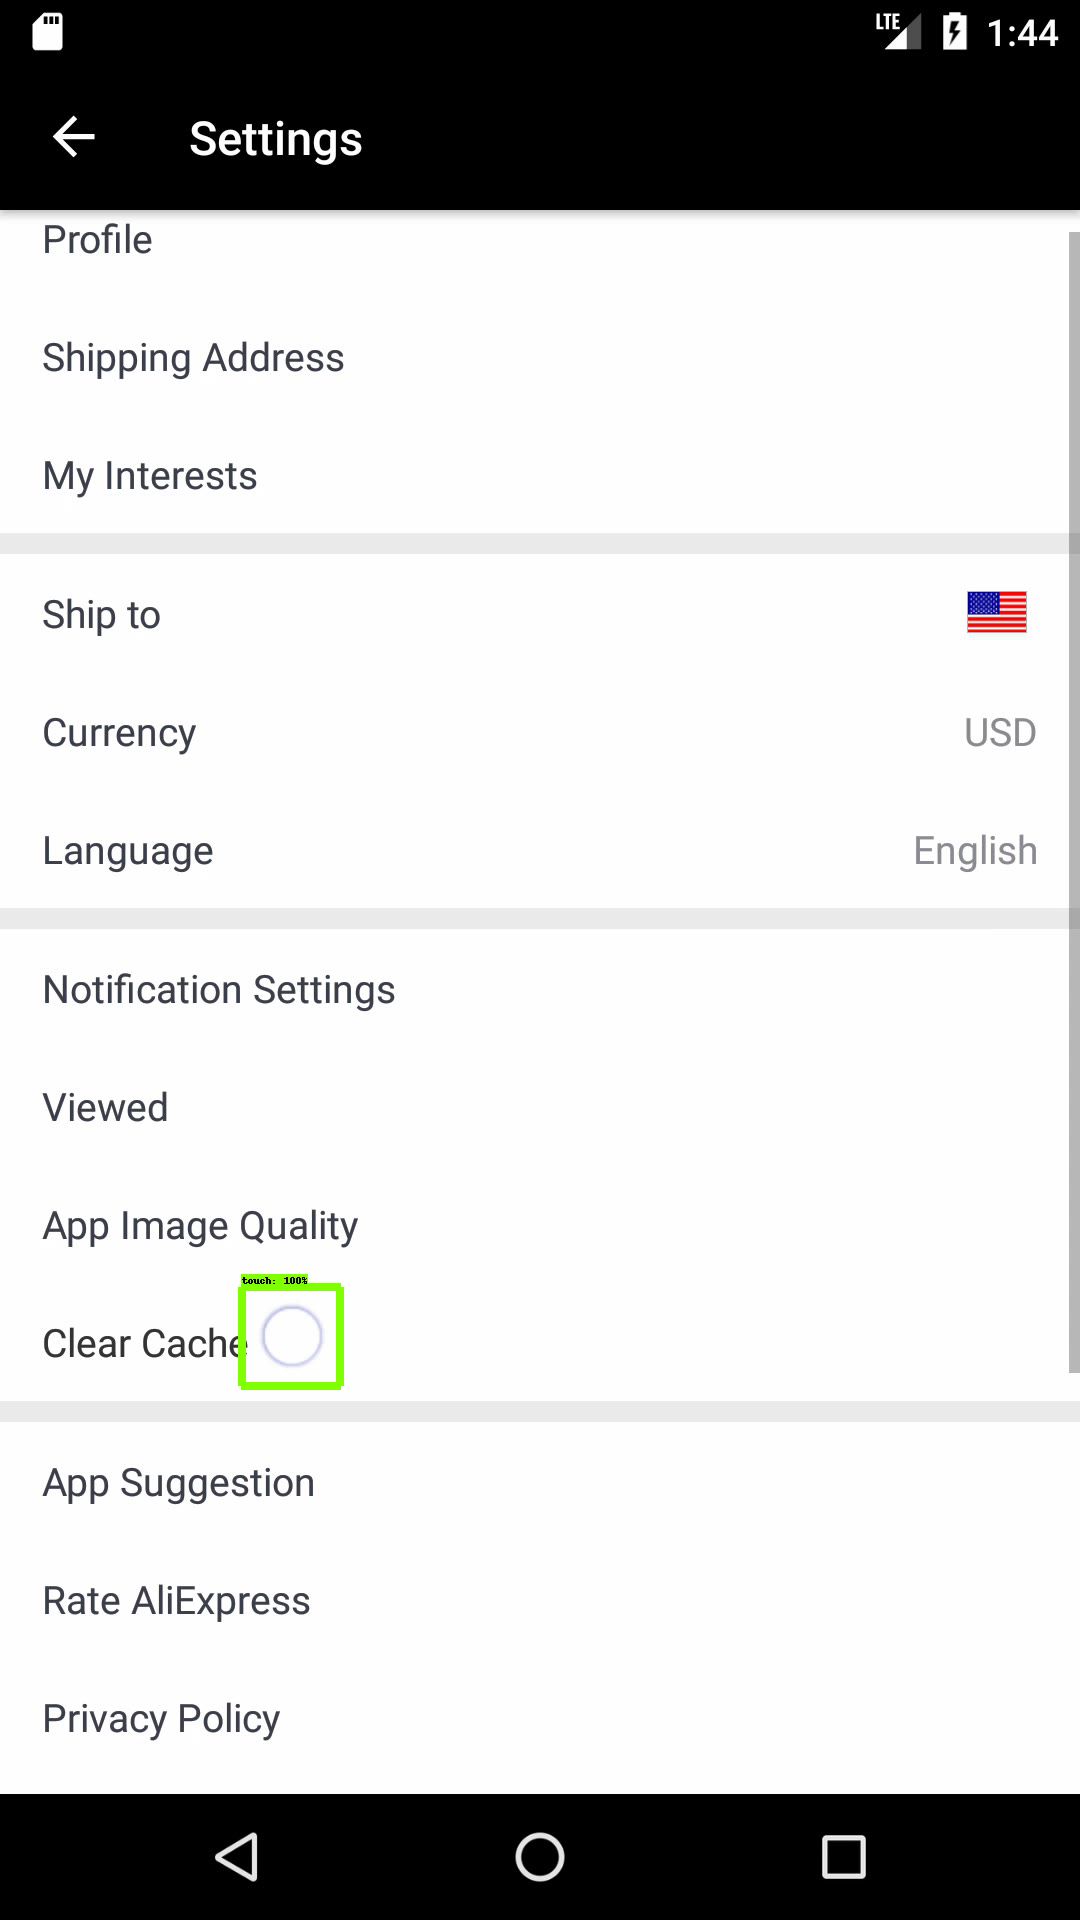 LTE 1:44
Settings
Profile
Shipping Address
My Interests
Ship to
Currency USD
Language English
Notification Settings
Viewed
App Image Quality
touch: 100%
Clear Cache
App Suggestion
Rate AliExpress
Privacy Policy